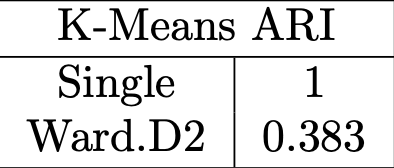 K-Means ARI
Single 1
Ward.D2 0.383